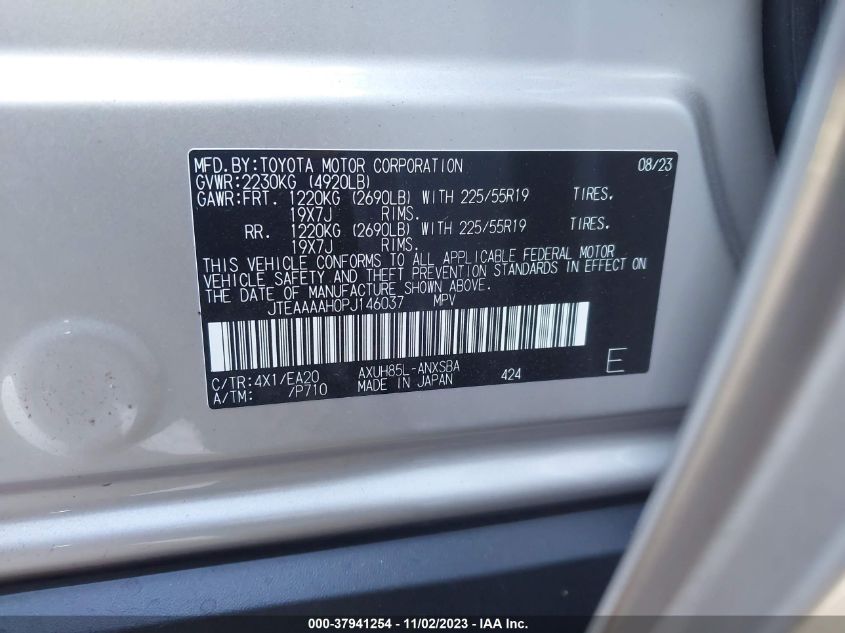 MFD.BY:TOYOTA MOTOR CORPORATION 08/23
GVWR:2230KG (4920LB)
GAWR:FRT. 1220KG (2690LB) WITH 225/55R19 TIRES.
19X7J RIMS.
RR. 1220KG (2690LB) WITH 225/55R19 TIRES.
19X7J RIMS.
THIS VEHICLE CONFORMS TO ALL APPLICABLE FEDERAL MOTOR
VEHICLE SAFETY AND THEFT PREVENTION STANDARDS IN EFFECT ON
THE DATE OF MANUFACTURE SHOWN ABOVE.
JTEAAAAH0PJ146037 MPV
C/TR:4X1/EA20 AXUH85L-ANXSBA
A/TM: /P710 MADE IN JAPAN 424 E
000-37941254 - 11/02/2023 - IAA Inc.